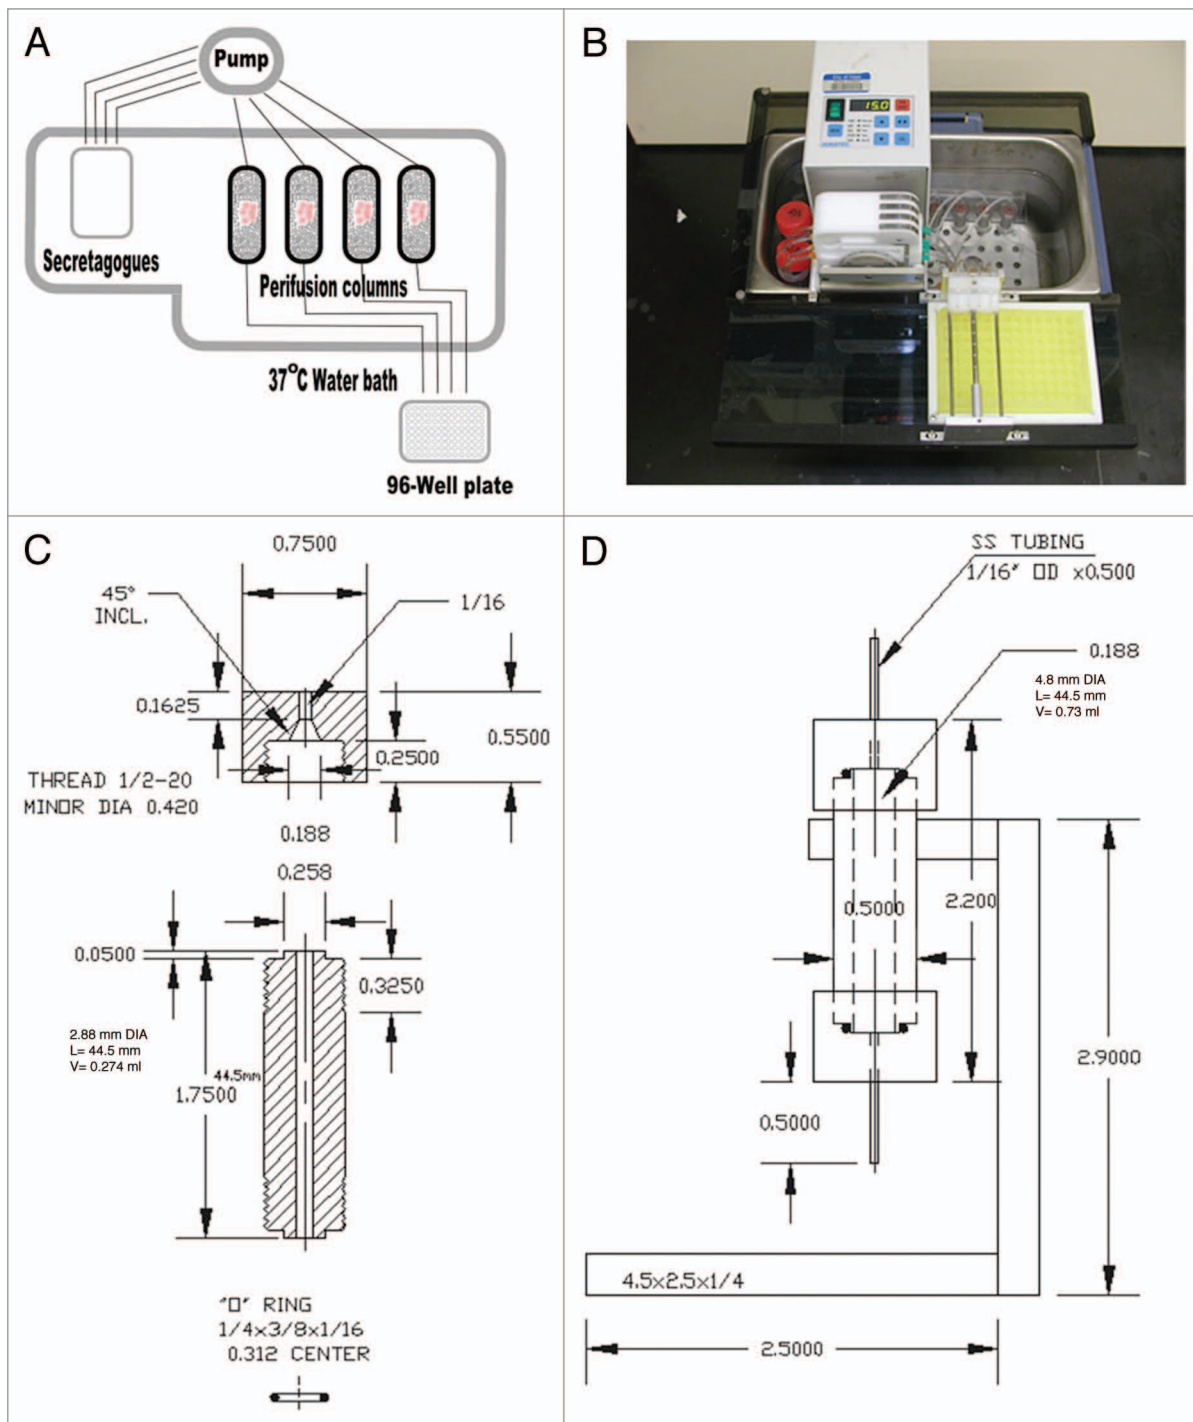 A
Pump
Secretagogues
Perifusion columns
37°C Water bath
96-Well plate
B
15.0
C
0.7500
45°
INCL.
1/16
0.1625
0.5500
0.2500
THREAD 1/2-20
MINOR DIA 0.420
0.188
0.258
0.0500
0.3250
2.88 mm DIA
L= 44.5 mm
V= 0.274 ml
44.5mm
1.7500
"O" RING
1/4x3/8x1/16
0.312 CENTER
D
SS TUBING
1/16" OD x0.500
0.188
4.8 mm DIA
L= 44.5 mm
V= 0.73 ml
0.5000
2.200
2.9000
0.5000
4.5x2.5x1/4
2.5000